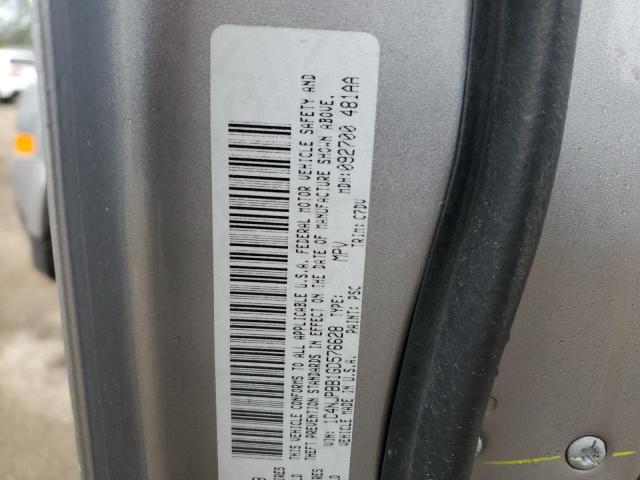 THIS VEHICLE CONFORMS TO ALL APPLICABLE U.S.A. FEDERAL MOTOR VEHICLE SAFETY AND
THEFT PREVENTION STANDARDS IN EFFECT ON THE DATE OF MANUFACTURE SHOWN ABOVE.
VIN: 1D4NJPBB1GD576628 TYPE: MPV MDH:092700 481AA
VEHICLE MADE IN U.S.A. PAINT: PSC TRIM: C7DV